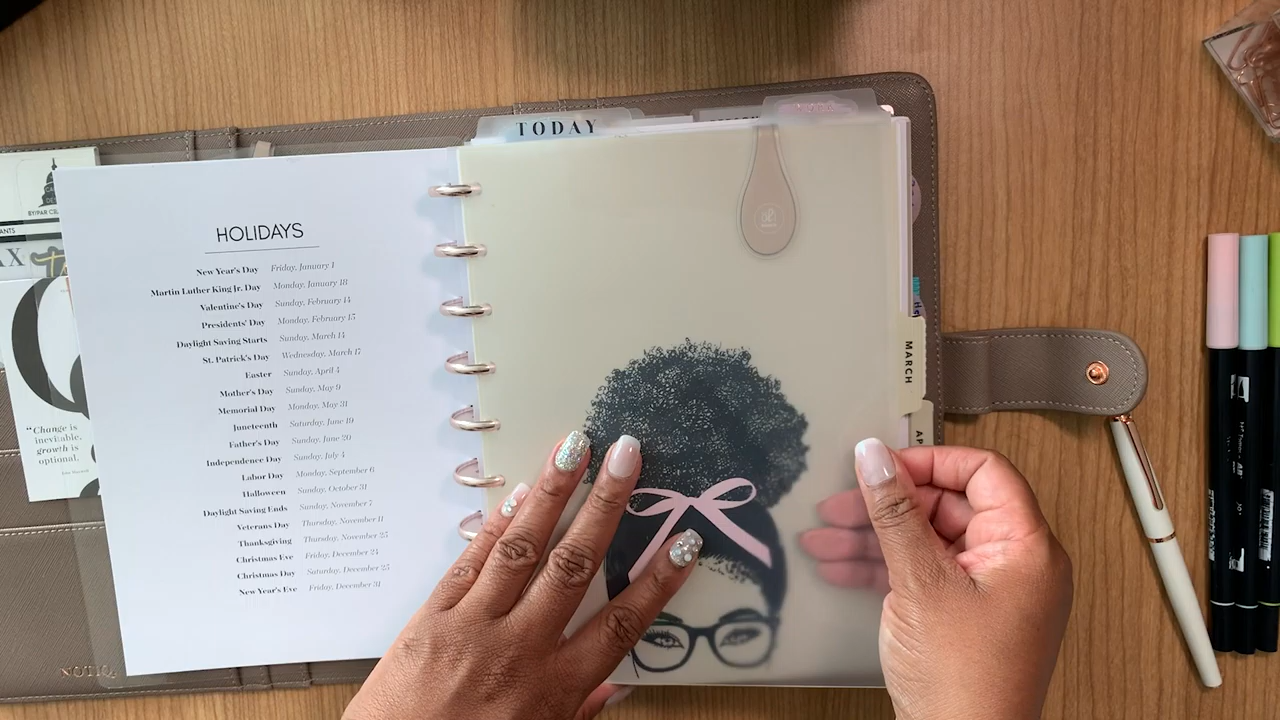 TODAY
HOLIDAYS
New Year's Day Friday, January 1
Martin Luther King Jr. Day Monday, January 18
Valentine's Day Sunday, February 14
Presidents' Day Monday, February 15
Daylight Saving Starts Sunday, March 14
St. Patrick's Day Wednesday, March 17
Easter Sunday, April 4
Mother's Day Sunday, May 9
Memorial Day Monday, May 31
Juneteenth Saturday, June 19
Father's Day Sunday, June 20
Independence Day Sunday, July 4
Labor Day Monday, September 6
Halloween Sunday, October 31
Daylight Saving Ends Sunday, November 7
Veterans Day Thursday, November 11
Thanksgiving Thursday, November 25
Christmas Eve Friday, December 24
Christmas Day Saturday, December 25
New Year's Eve Friday, December 31
"Change is
inevitable.
growth is
optional.
MARCH
AP
NOTIQ